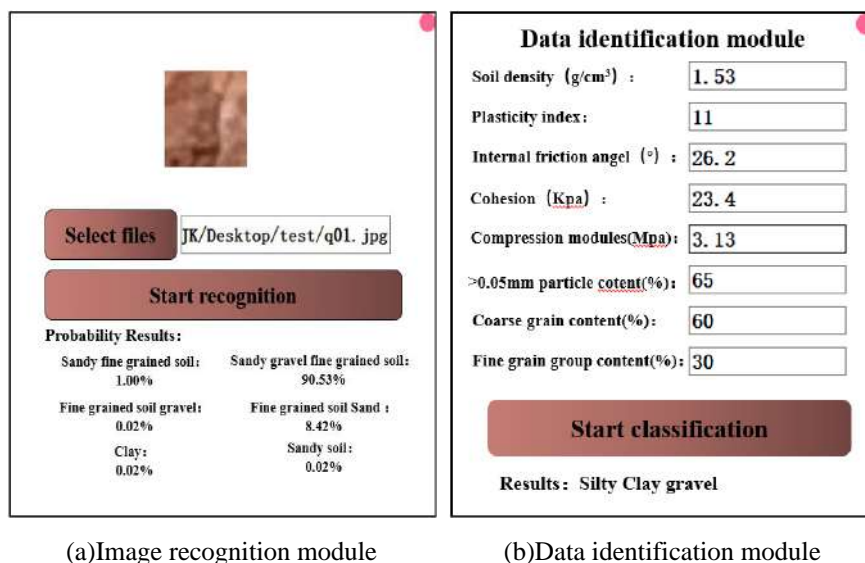 Select files
JK/Desktop/test/q01.jpg
Start recognition
Probability Results:
Sandy fine grained soil:
1.00%
Sandy gravel fine grained soil:
90.53%
Fine grained soil gravel:
0.02%
Fine grained soil Sand :
8.42%
Clay:
0.02%
Sandy soil:
0.02%
(a)Image recognition module
Data identification module
Soil density (g/cm³) : 1.53
Plasticity index: 11
Internal friction angel (°) : 26.2
Cohesion (Kpa) : 23.4
Compression modules(Mpa): 3.13
>0.05mm particle cotent(%): 65
Coarse grain content(%): 60
Fine grain group content(%): 30
Start classification
Results: Silty Clay gravel
(b)Data identification module